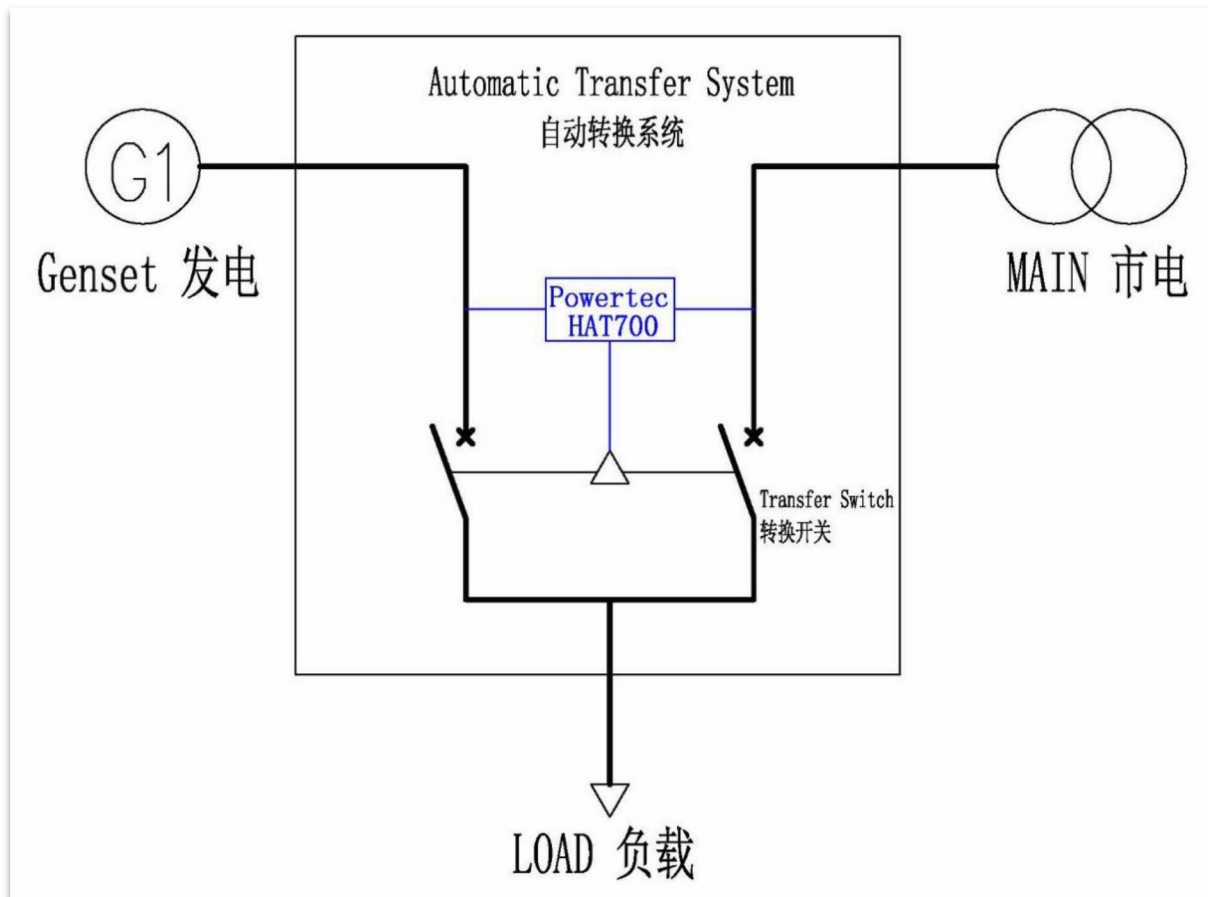 Automatic Transfer System
自动转换系统
G1
Genset 发电
MAIN 市电
Powertec
HAT700
Transfer Switch
转换开关
LOAD 负载